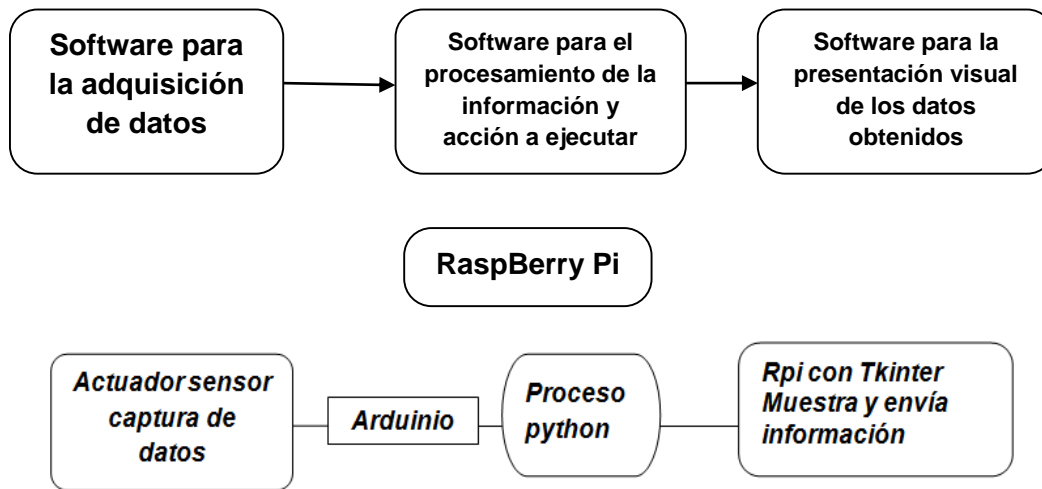 Software para
la adquisición
de datos
Software para el
procesamiento de la
información y
acción a ejecutar
Software para la
presentación visual
de los datos
obtenidos
RaspBerry Pi
Actuador sensor
captura de
datos
Arduinio
Proceso
python
Rpi con Tkinter
Muestra y envía
información